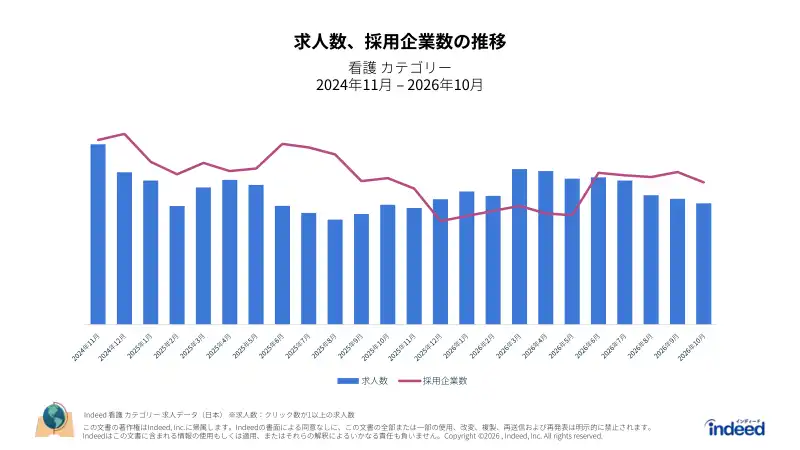 求人数、採用企業数の推移
看護 カテゴリー
2024年11月 – 2026年10月
2024年11月
2024年12月
2025年1月
2025年2月
2025年3月
2025年4月
2025年5月
2025年6月
2025年7月
2025年8月
2025年9月
2025年10月
2025年11月
2025年12月
2026年1月
2026年2月
2026年3月
2026年4月
2026年5月
2026年6月
2026年7月
2026年8月
2026年9月
2026年10月
求人数
採用企業数
Indeed 看護 カテゴリー 求人データ（日本） ※求人数：クリック数が1以上の求人数
この文書の著作権はIndeed, Inc.に帰属します。Indeedの書面による同意なしに、この文書の全部または一部の使用、改変、複製、再送信および再発表は明示的に禁止されます。
Indeedはこの文書に含まれる情報の使用もしくは適用、またはそれらの解釈によるいかなる責任も負いません。Copyright ©2026 , Indeed, Inc. All rights reserved.
インディード
indeed